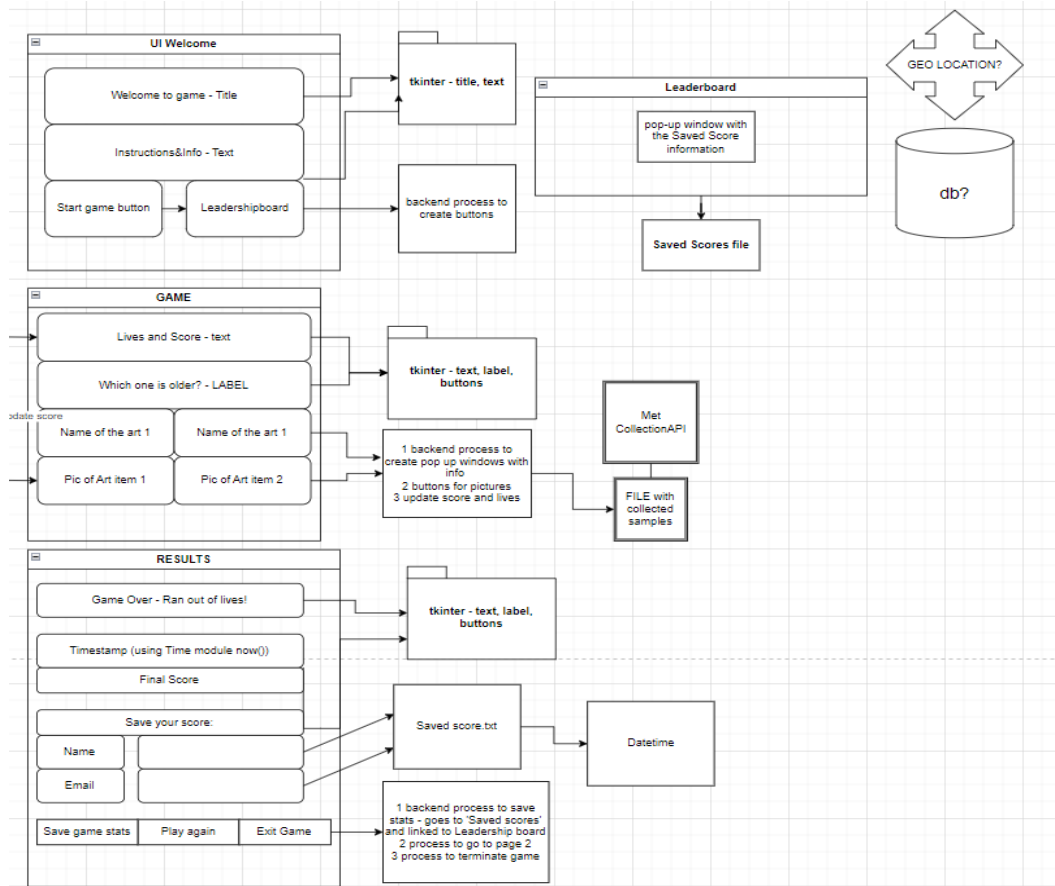 UI Welcome
Welcome to game - Title
Instructions&Info - Text
Start game button
Leadershipboard
tkinter - title, text
backend process to
create buttons
Leaderboard
pop-up window with
the Saved Score
information
Saved Scores file
GEO LOCATION?
db?
GAME
Lives and Score - text
Which one is older? - LABEL
update score
Name of the art 1
Name of the art 1
Pic of Art item 1
Pic of Art item 2
tkinter - text, label,
buttons
1 backend process to
create pop up windows with
info
2 buttons for pictures
3 update score and lives
Met
CollectionAPI
FILE with
collected
samples
RESULTS
Game Over - Ran out of lives!
Timestamp (using Time module now())
Final Score
Save your score:
Name
Email
Save game stats
Play again
Exit Game
tkinter - text, label,
buttons
Saved score.txt
Datetime
1 backend process to save
stats - goes to 'Saved scores'
and linked to Leadership board
2 process to go to page 2
3 process to terminate game